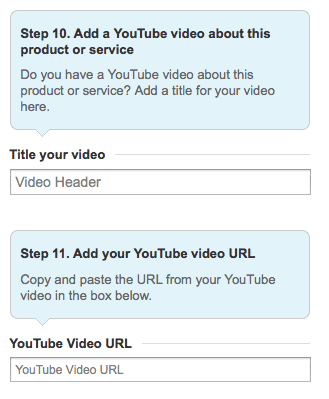 Step 10. Add a YouTube video about this
product or service
Do you have a YouTube video about this
product or service? Add a title for your video
here.
Title your video
Video Header
Step 11. Add your YouTube video URL
Copy and paste the URL from your YouTube
video in the box below.
YouTube Video URL
YouTube Video URL